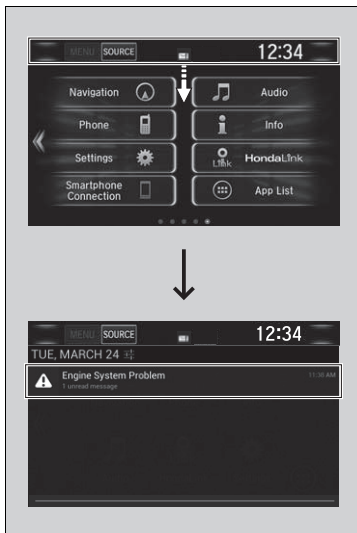 MENU SOURCE 12:34
Navigation Audio
Phone Info
Settings Link HondaLink
Smartphone
Connection App List
MENU SOURCE 12:34
TUE, MARCH 24
Engine System Problem 11:30 AM
1 unread message